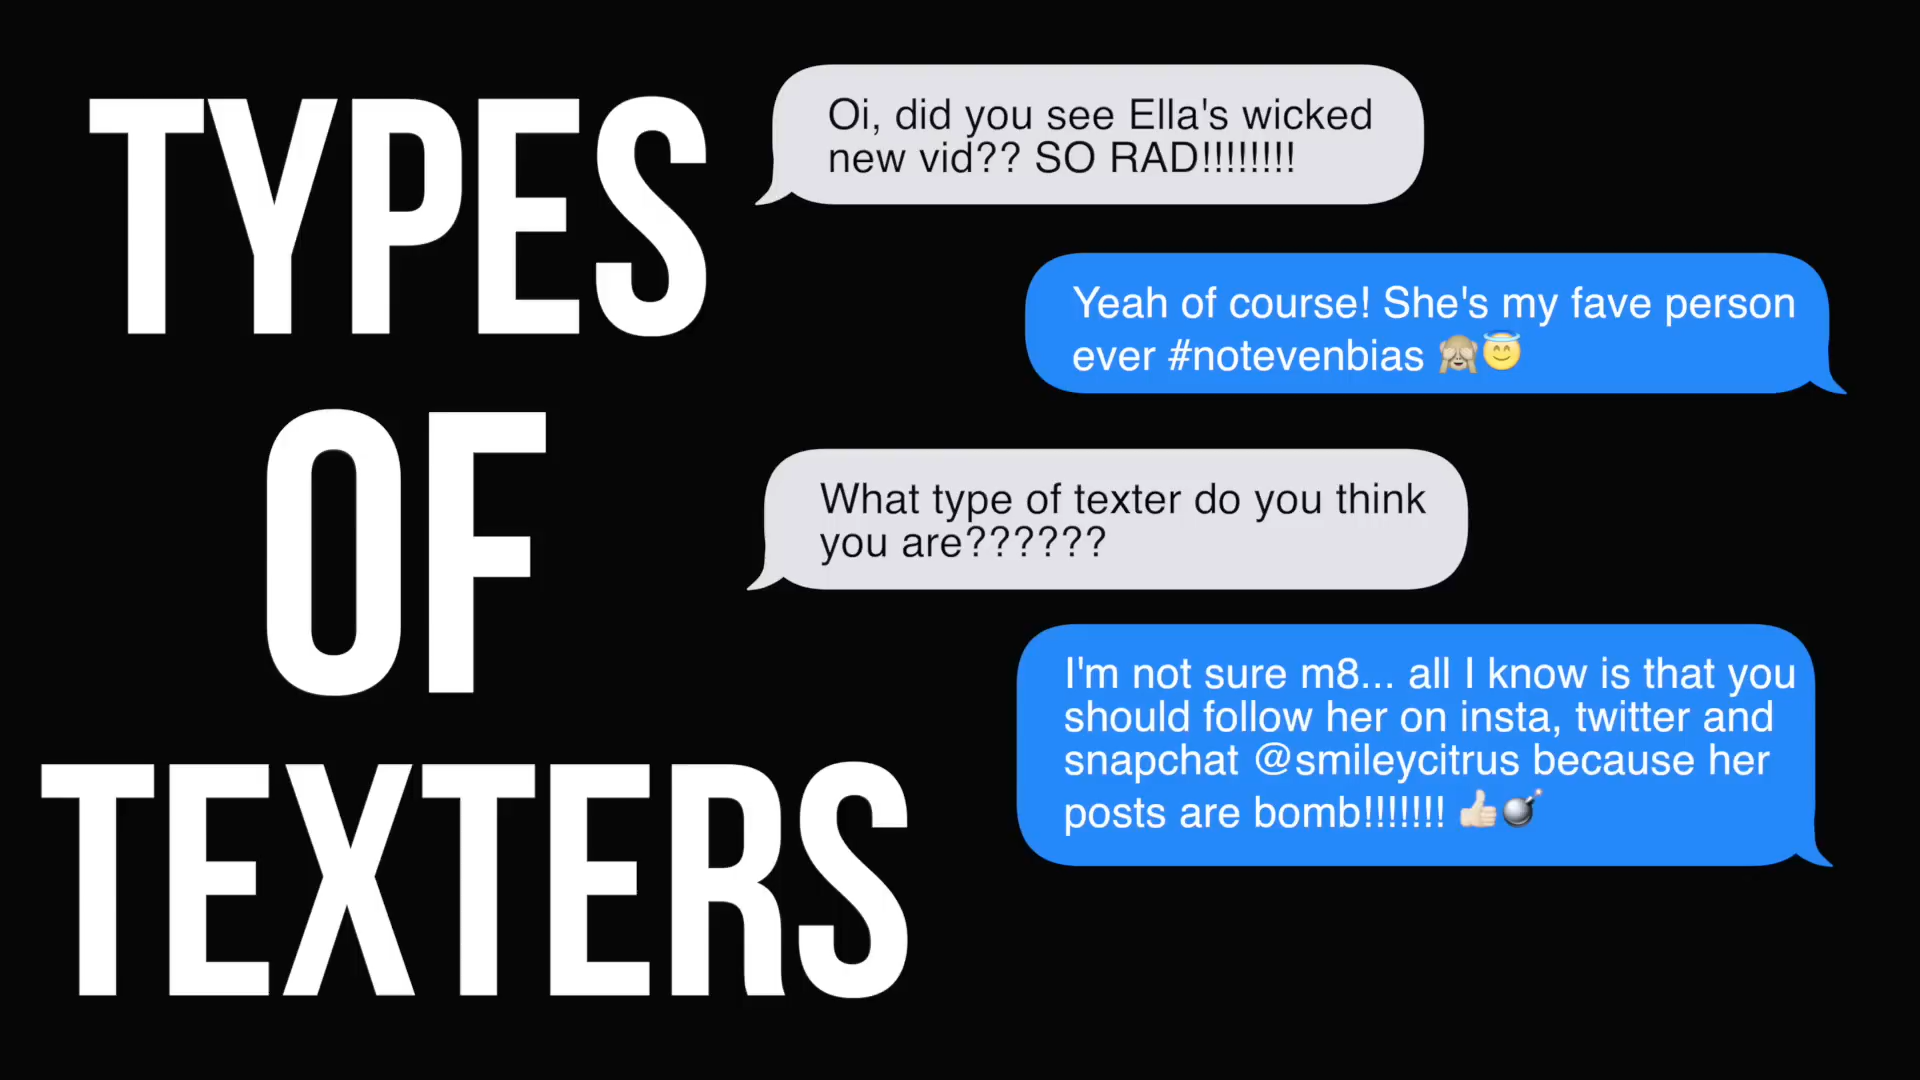 TYPES
OF
TEXTERS
Oi, did you see Ella's wicked
new vid?? SO RAD!!!!!!!!
Yeah of course! She's my fave person
ever #notevenbias 🙈😇
What type of texter do you think
you are??????
I'm not sure m8... all I know is that you
should follow her on insta, twitter and
snapchat @smileycitrus because her
posts are bomb!!!!!!! 👍🏻💣